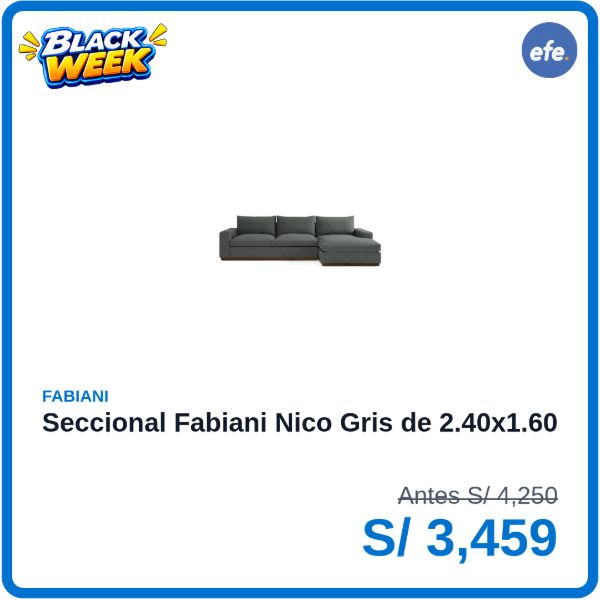 BLACK
WEEK
efe.
FABIANI
Seccional Fabiani Nico Gris de 2.40x1.60
Antes S/ 4,250
S/ 3,459